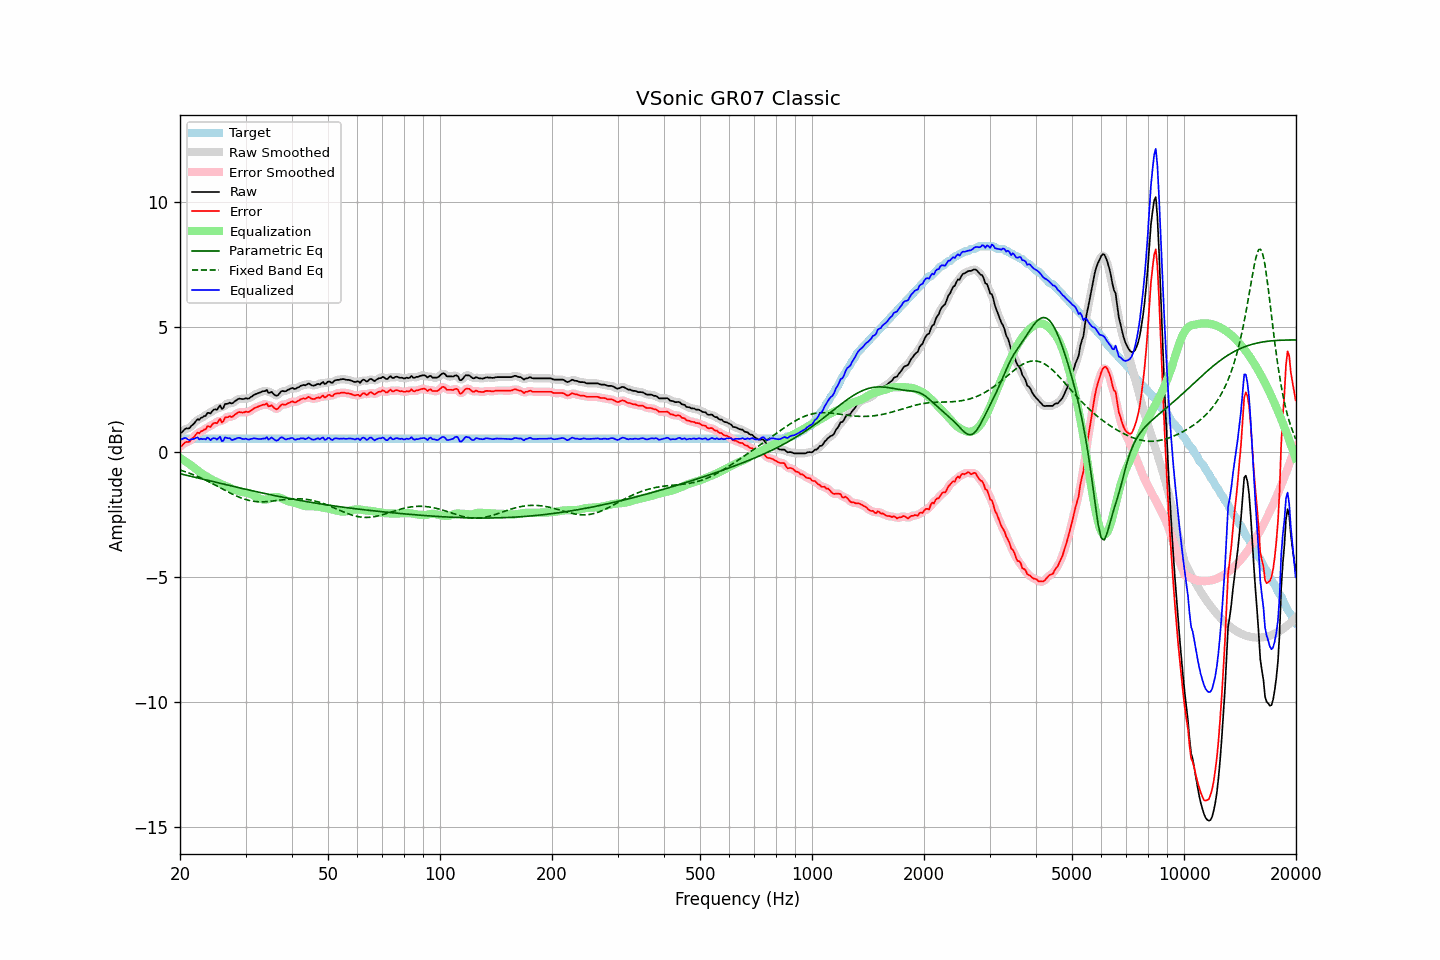 VSonic GR07 Classic
Target
Raw Smoothed
Error Smoothed
Raw
Error
Equalization
Parametric Eq
Fixed Band Eq
Equalized
Amplitude (dBr)
10
5
0
−5
−10
−15
20
50
100
200
500
1000
2000
5000
10000
20000
Frequency (Hz)